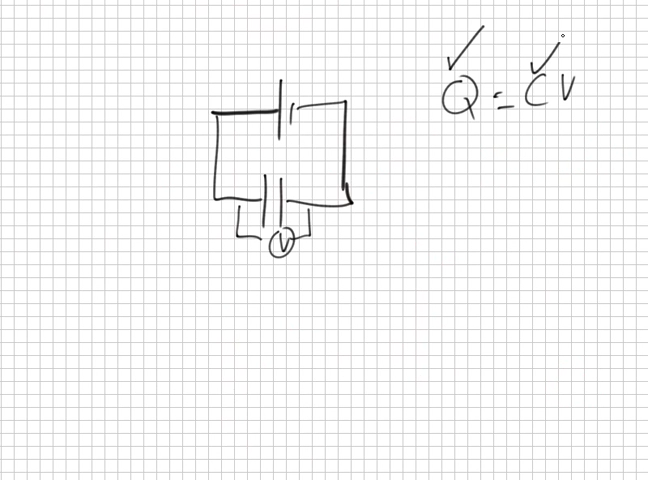 Q = CV
V